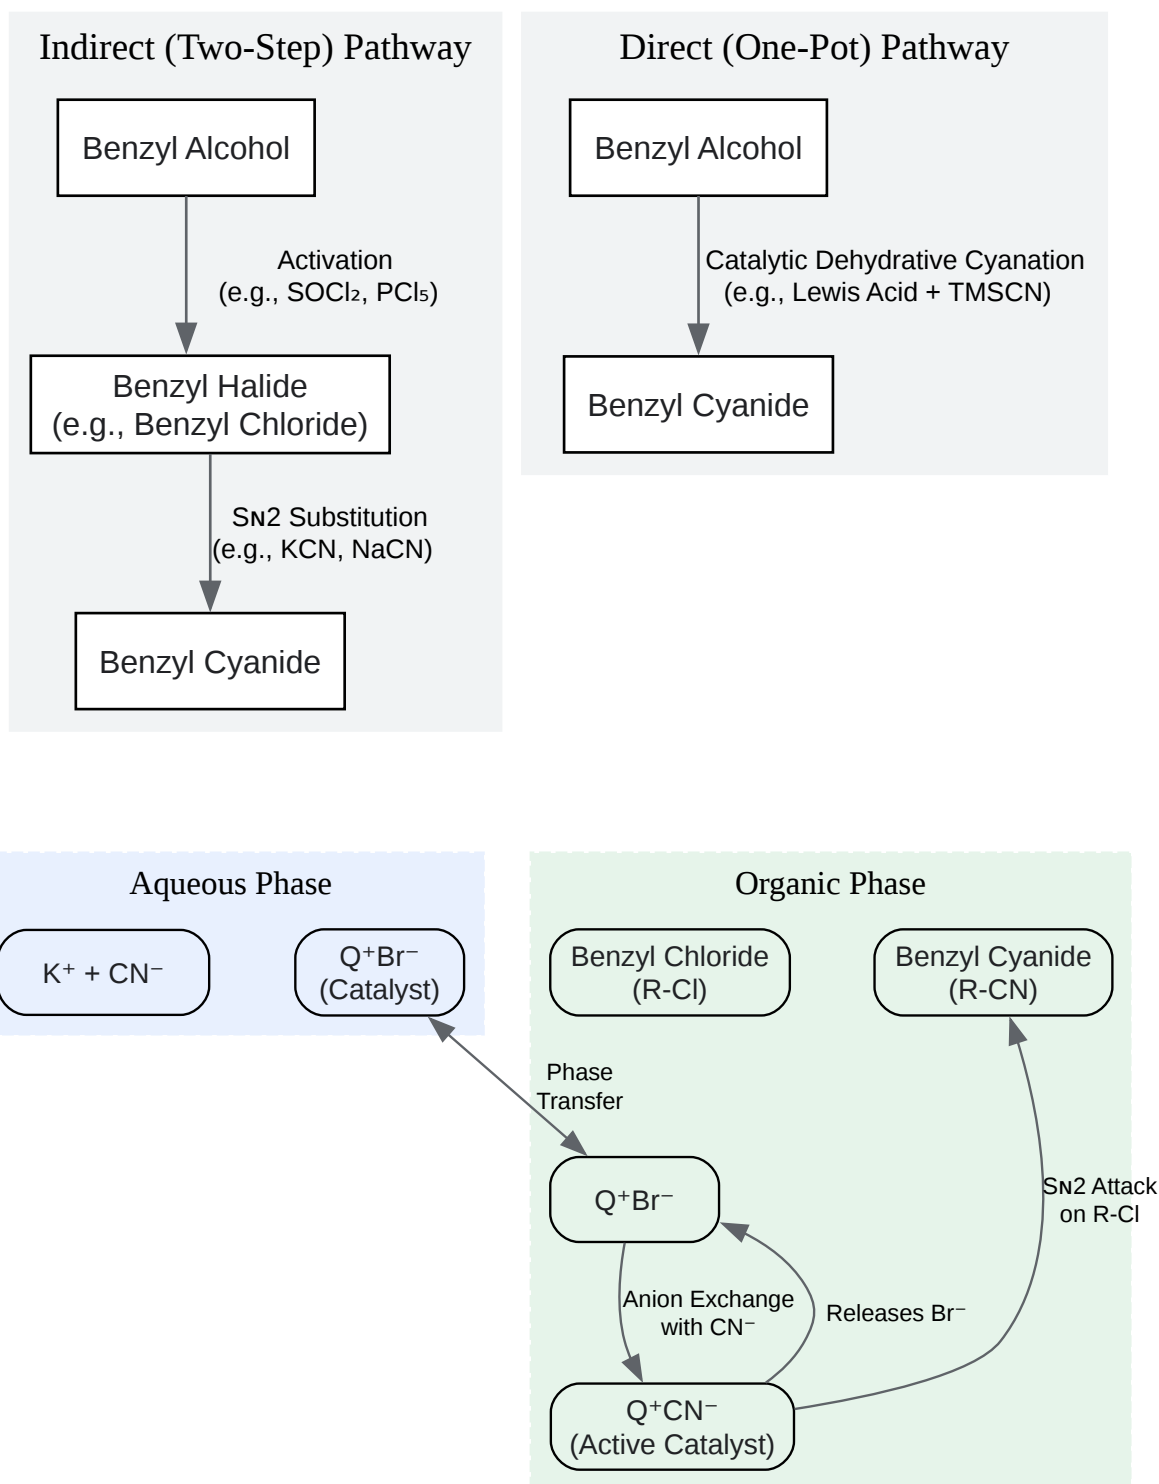 Indirect (Two-Step) Pathway
Benzyl Alcohol
Activation
(e.g., SOCl₂, PCl₅)
Benzyl Halide
(e.g., Benzyl Chloride)
Sɴ2 Substitution
(e.g., KCN, NaCN)
Benzyl Cyanide
Direct (One-Pot) Pathway
Benzyl Alcohol
Catalytic Dehydrative Cyanation
(e.g., Lewis Acid + TMSCN)
Benzyl Cyanide
Aqueous Phase
K⁺ + CN⁻
Q⁺Br⁻
(Catalyst)
Organic Phase
Benzyl Chloride
(R-Cl)
Benzyl Cyanide
(R-CN)
Phase
Transfer
Q⁺Br⁻
Sɴ2 Attack
on R-Cl
Anion Exchange
with CN⁻
Releases Br⁻
Q⁺CN⁻
(Active Catalyst)